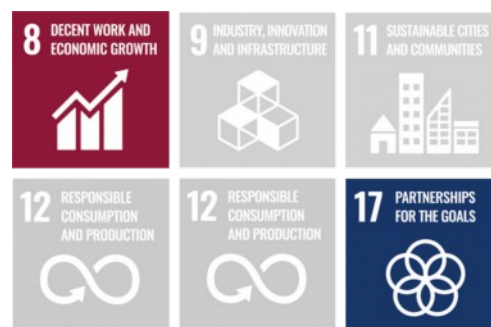 8 DECENT WORK AND
ECONOMIC GROWTH
9 INDUSTRY, INNOVATION
AND INFRASTRUCTURE
11 SUSTAINABLE CITIES
AND COMMUNITIES
12 RESPONSIBLE
CONSUMPTION
AND PRODUCTION
12 RESPONSIBLE
CONSUMPTION
AND PRODUCTION
17 PARTNERSHIPS
FOR THE GOALS